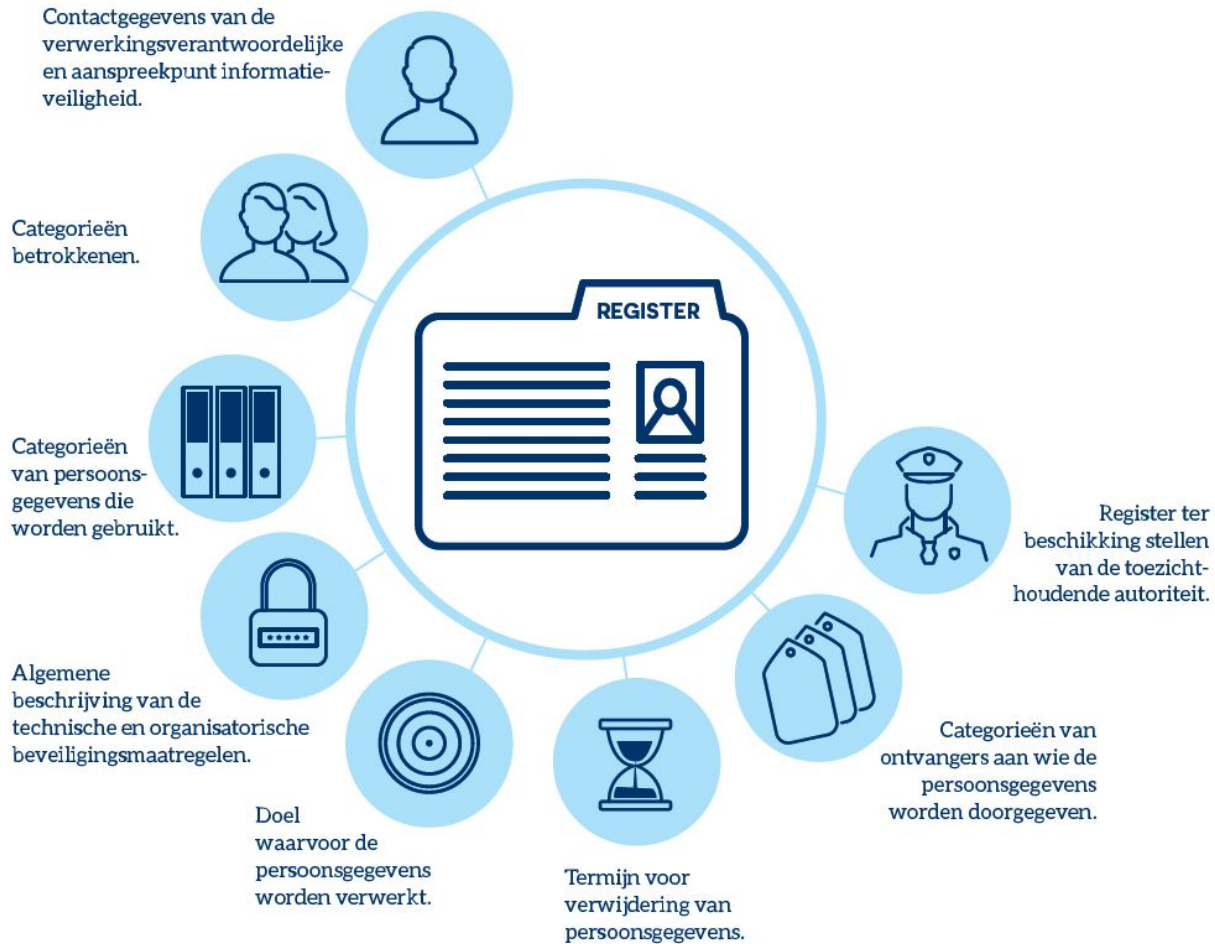 Contactgegevens van de
verwerkingsverantwoordelijke
en aanspreekpunt informatie-
veiligheid.
Categorieën
betrokkenen.
REGISTER
Categorieën
van persoons-
gegevens die
worden gebruikt.
Register ter
beschikking stellen
van de toezicht-
houdende autoriteit.
Algemene
beschrijving van de
technische en organisatorische
beveiligingsmaatregelen.
Categorieën van
ontvangers aan wie de
persoonsgegevens
worden doorgegeven.
Doel
waarvoor de
persoonsgegevens
worden verwerkt.
Termijn voor
verwijdering van
persoonsgegevens.